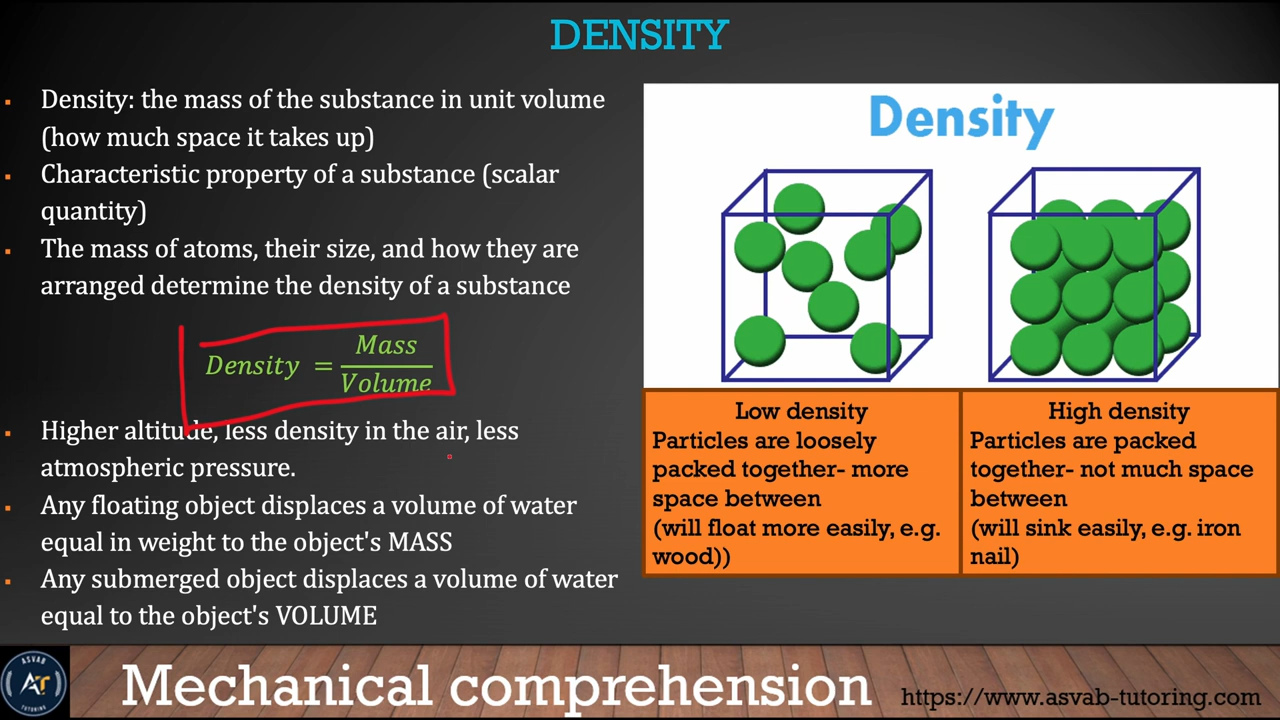 DENSITY
▪ Density: the mass of the substance in unit volume
(how much space it takes up)
▪ Characteristic property of a substance (scalar
quantity)
▪ The mass of atoms, their size, and how they are
arranged determine the density of a substance
Density = Mass / Volume
▪ Higher altitude, less density in the air, less
atmospheric pressure.
▪ Any floating object displaces a volume of water
equal in weight to the object's MASS
▪ Any submerged object displaces a volume of water
equal to the object's VOLUME
Density
Low density
Particles are loosely
packed together- more
space between
(will float more easily, e.g.
wood))
High density
Particles are packed
together- not much space
between
(will sink easily, e.g. iron
nail)
ASVAB
AT
TUTORING
Mechanical comprehension
https://www.asvab-tutoring.com